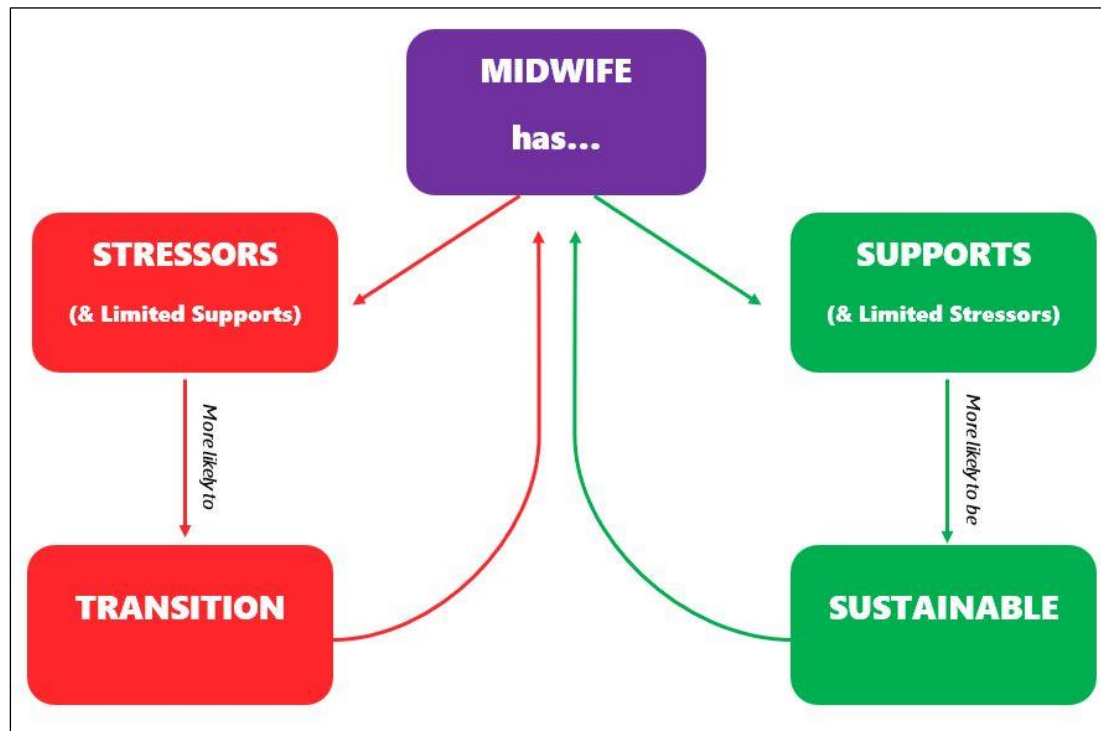 MIDWIFE
has...
STRESSORS
(& Limited Supports)
SUPPORTS
(& Limited Stressors)
More likely to
More likely to be
TRANSITION
SUSTAINABLE